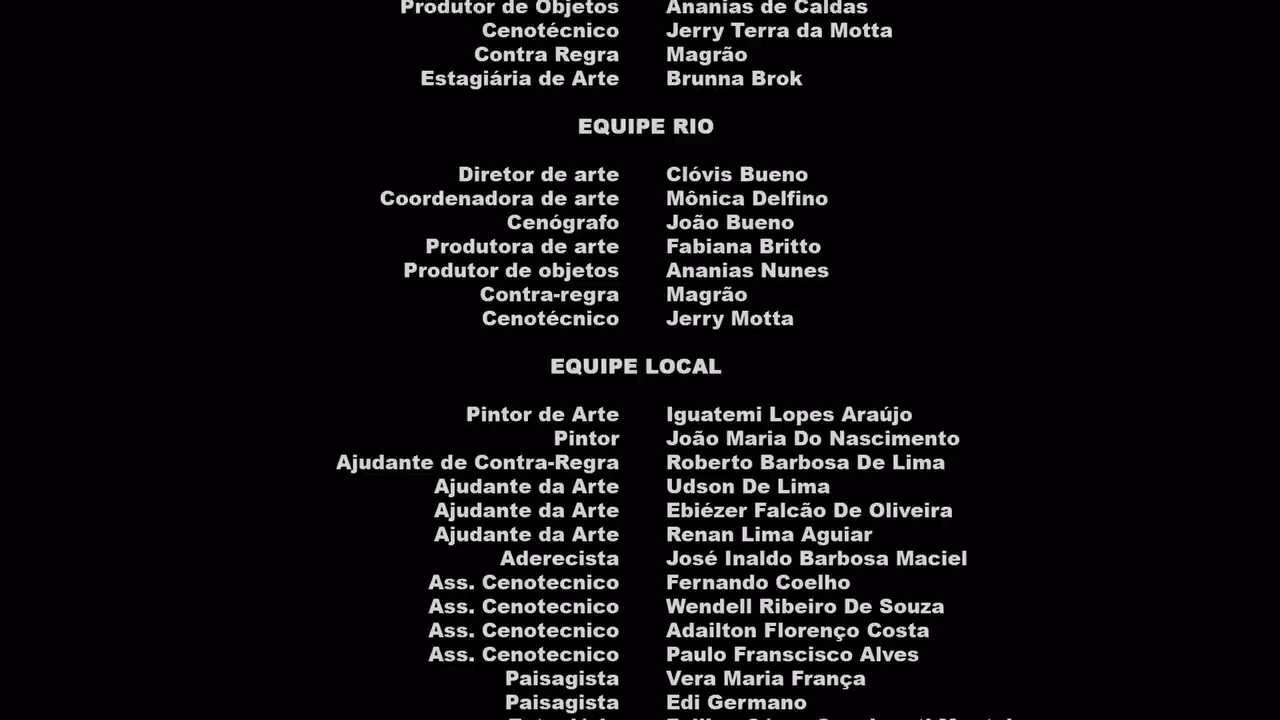 Produtor de Objetos Ananias de Caldas
Cenotécnico Jerry Terra da Motta
Contra Regra Magrão
Estagiária de Arte Brunna Brok
EQUIPE RIO
Diretor de arte Clóvis Bueno
Coordenadora de arte Mônica Delfino
Cenógrafo João Bueno
Produtora de arte Fabiana Britto
Produtor de objetos Ananias Nunes
Contra-regra Magrão
Cenotécnico Jerry Motta
EQUIPE LOCAL
Pintor de Arte Iguatemi Lopes Araújo
Pintor João Maria Do Nascimento
Ajudante de Contra-Regra Roberto Barbosa De Lima
Ajudante da Arte Udson De Lima
Ajudante da Arte Ebiézer Falcão De Oliveira
Ajudante da Arte Renan Lima Aguiar
Aderecista José Inaldo Barbosa Maciel
Ass. Cenotecnico Fernando Coelho
Ass. Cenotecnico Wendell Ribeiro De Souza
Ass. Cenotecnico Adailton Florenço Costa
Ass. Cenotecnico Paulo Franscisco Alves
Paisagista Vera Maria França
Paisagista Edi Germano